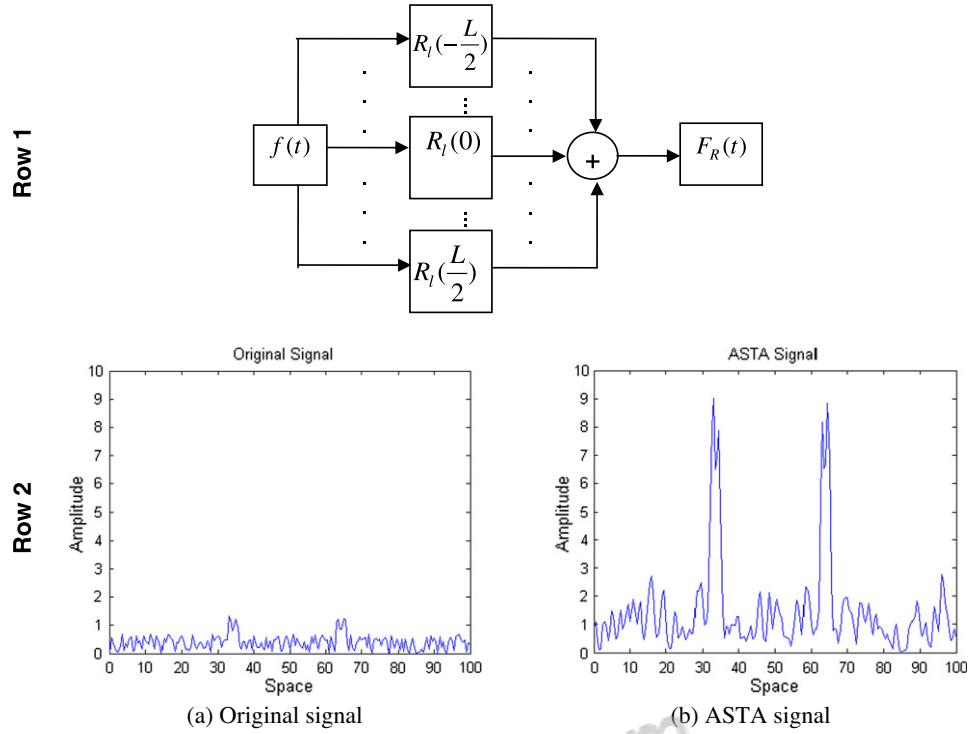 Row 1
R_l(-L/2)
f(t)
R_l(0)
+
F_R(t)
R_l(L/2)
Row 2
Original Signal
Amplitude
10
9
8
7
6
5
4
3
2
1
0
0 10 20 30 40 50 60 70 80 90 100
Space
(a) Original signal
ASTA Signal
Amplitude
10
9
8
7
6
5
4
3
2
1
0
0 10 20 30 40 50 60 70 80 90 100
Space
(b) ASTA signal